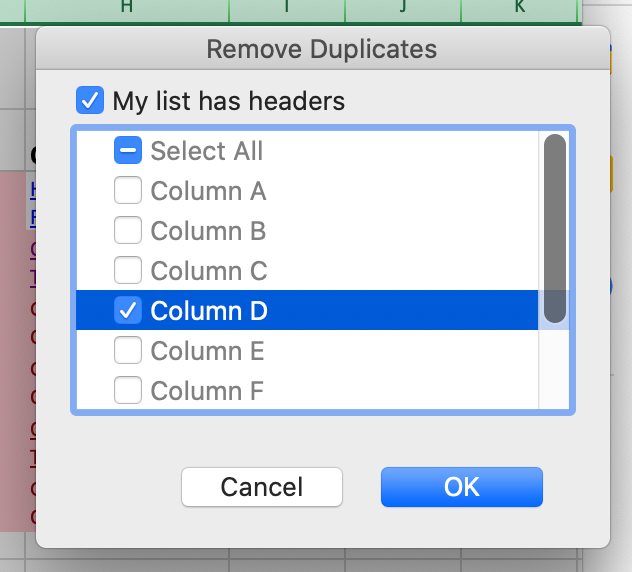 H I J K
Remove Duplicates
My list has headers
Select All
Column A
Column B
Column C
Column D
Column E
Column F
Cancel OK